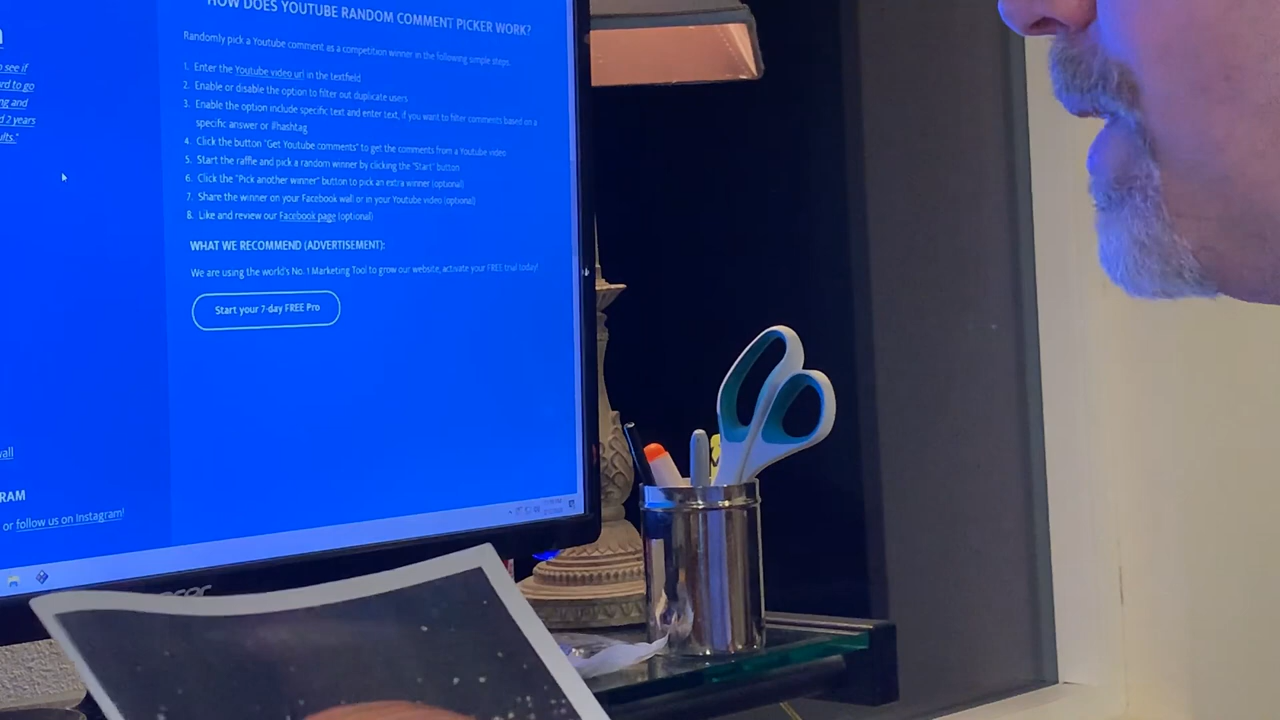 HOW DOES YOUTUBE RANDOM COMMENT PICKER WORK?
Randomly pick a Youtube comment as a competition winner in the following simple steps.
1. Enter the Youtube video url in the textfield
2. Enable or disable the option to filter out duplicate users
3. Enable the option include specific text and enter text, if you want to filter comments based on a
specific answer or #hashtag
4. Click the button "Get Youtube comments" to get the comments from a Youtube video
5. Start the raffle and pick a random winner by clicking the "Start" button
6. Click the "Pick another winner" button to pick an extra winner (optional)
7. Share the winner on your Facebook wall or in your Youtube video (optional)
8. Like and review our Facebook page (optional)
WHAT WE RECOMMEND (ADVERTISEMENT):
We are using the world's No. 1 Marketing Tool to grow our website, activate your FREE trial today!
Start your 7-day FREE Pro
see if
to go
and
2 years
or follow us on Instagram!